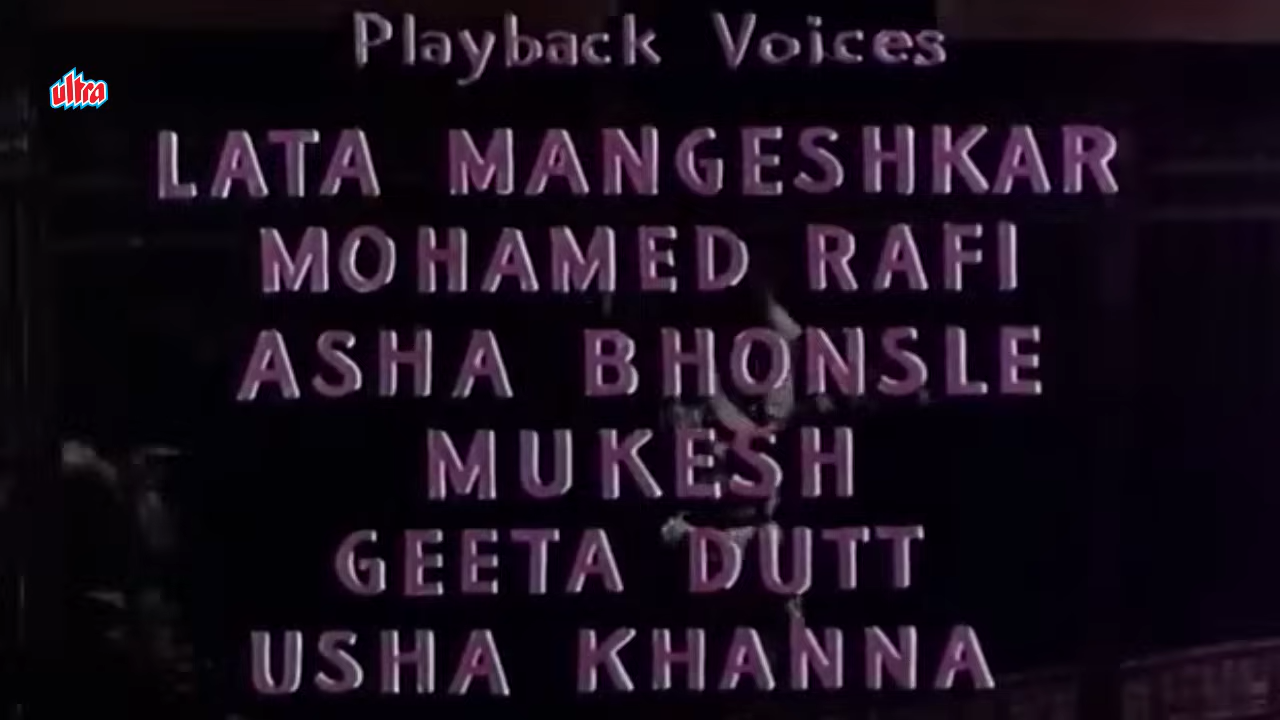 Playback Voices
ultra
LATA MANGESHKAR
MOHAMED RAFI
ASHA BHONSLE
MUKESH
GEETA DUTT
USHA KHANNA